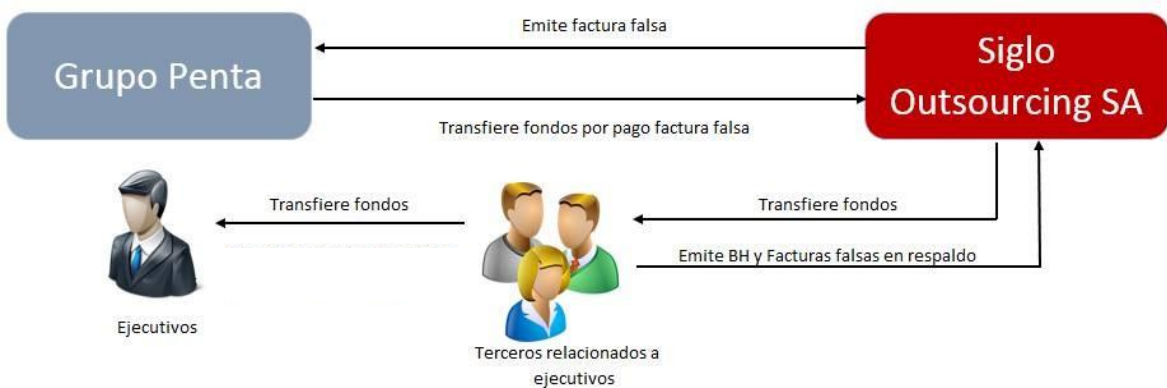 Emite factura falsa
Grupo Penta
Siglo
Outsourcing SA
Transfiere fondos por pago factura falsa
Transfiere fondos
Transfiere fondos
Emite BH y Facturas falsas en respaldo
Ejecutivos
Terceros relacionados a
ejecutivos